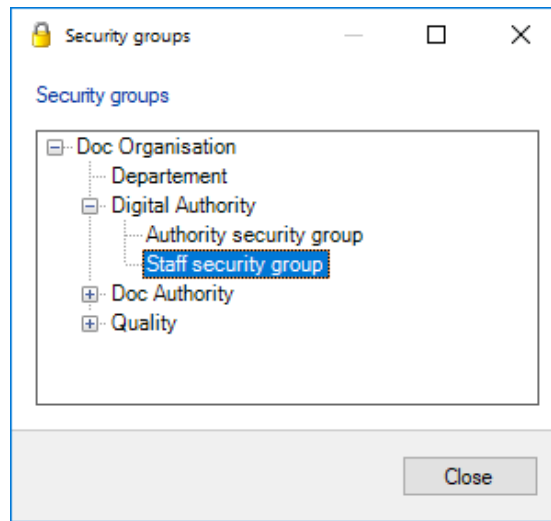 Security groups
Security groups
Doc Organisation
Departement
Digital Authority
Authority security group
Staff security group
Doc Authority
Quality
Close